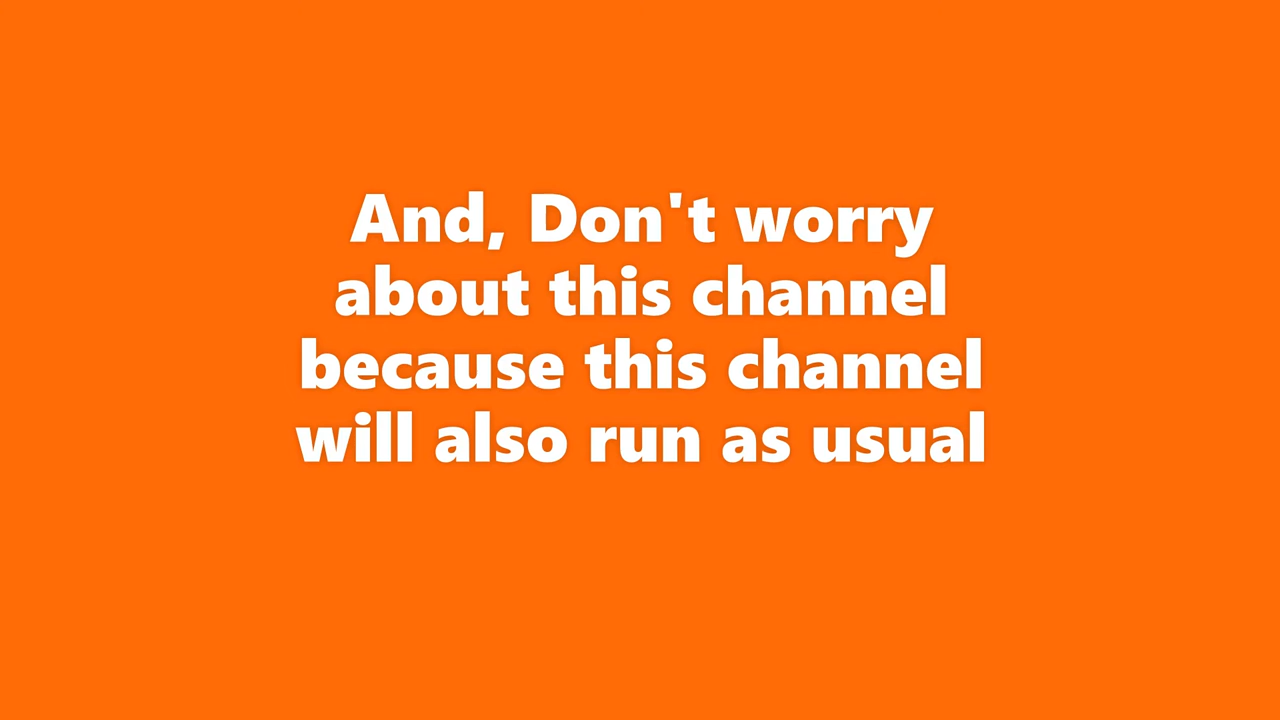 And, Don't worry
about this channel
because this channel
will also run as usual